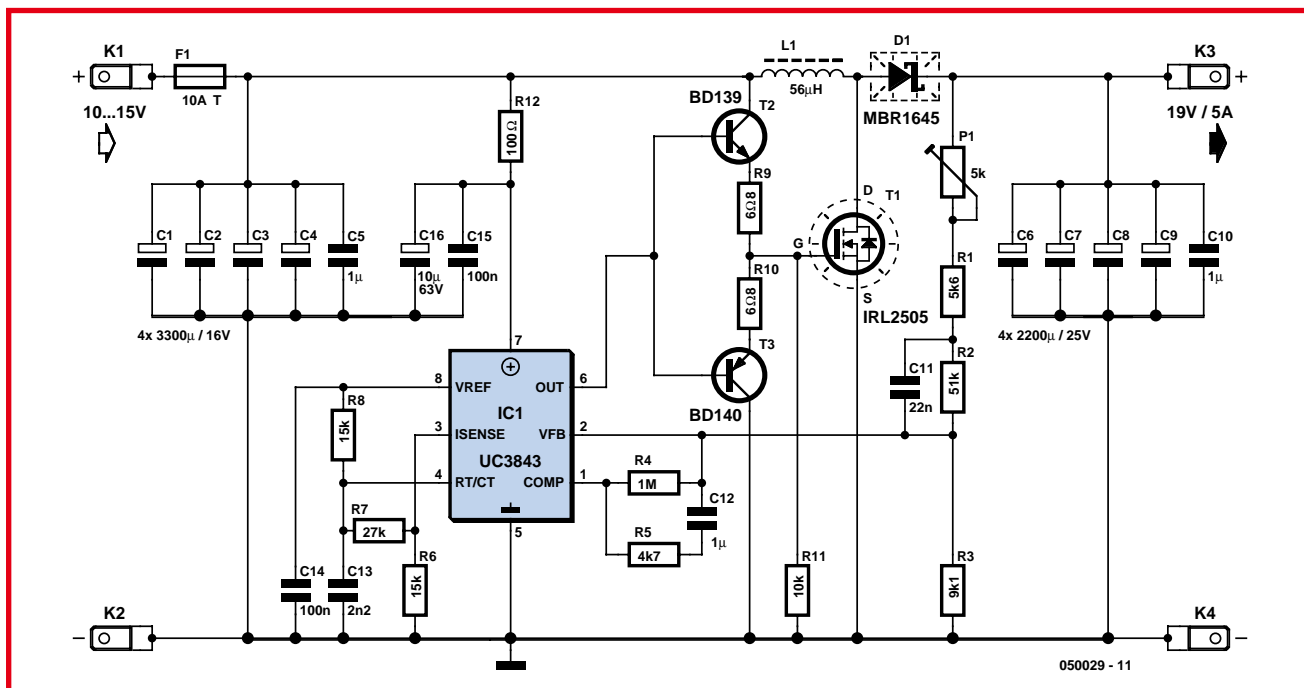 K1
+
F1
10A T
10...15V
R12
100Ω
L1
56µH
D1
MBR1645
K3
+
19V / 5A
BD139
T2
R9
6Ω8
R10
6Ω8
T3
BD140
D
T1
G
S
IRL2505
P1
5k
R1
5k6
R2
51k
C11
22n
C1
C2
C3
C4
C5
1µ
4x 3300µ / 16V
C16
10µ
63V
C15
100n
C6
C7
C8
C9
C10
1µ
4x 2200µ / 25V
7
8
VREF
OUT
6
IC1
3
ISENSE
VFB
2
UC3843
4
RT/CT
COMP
1
5
R8
15k
R7
27k
R6
15k
C14
100n
C13
2n2
R4
1M
C12
1µ
R5
4k7
R11
10k
R3
9k1
K2
–
K4
–
050029 - 11